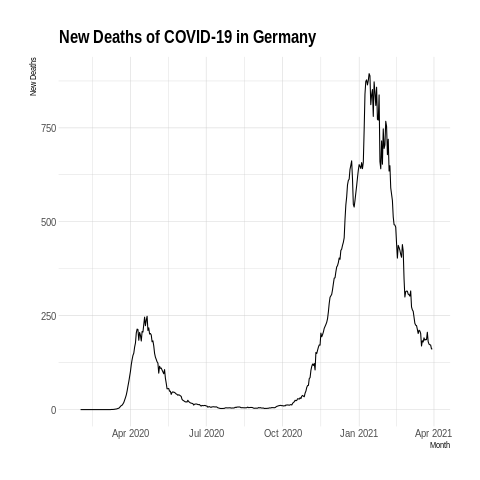 New Deaths of COVID-19 in Germany
New Deaths
750
500
250
0
Apr 2020 Jul 2020 Oct 2020 Jan 2021 Apr 2021
Month